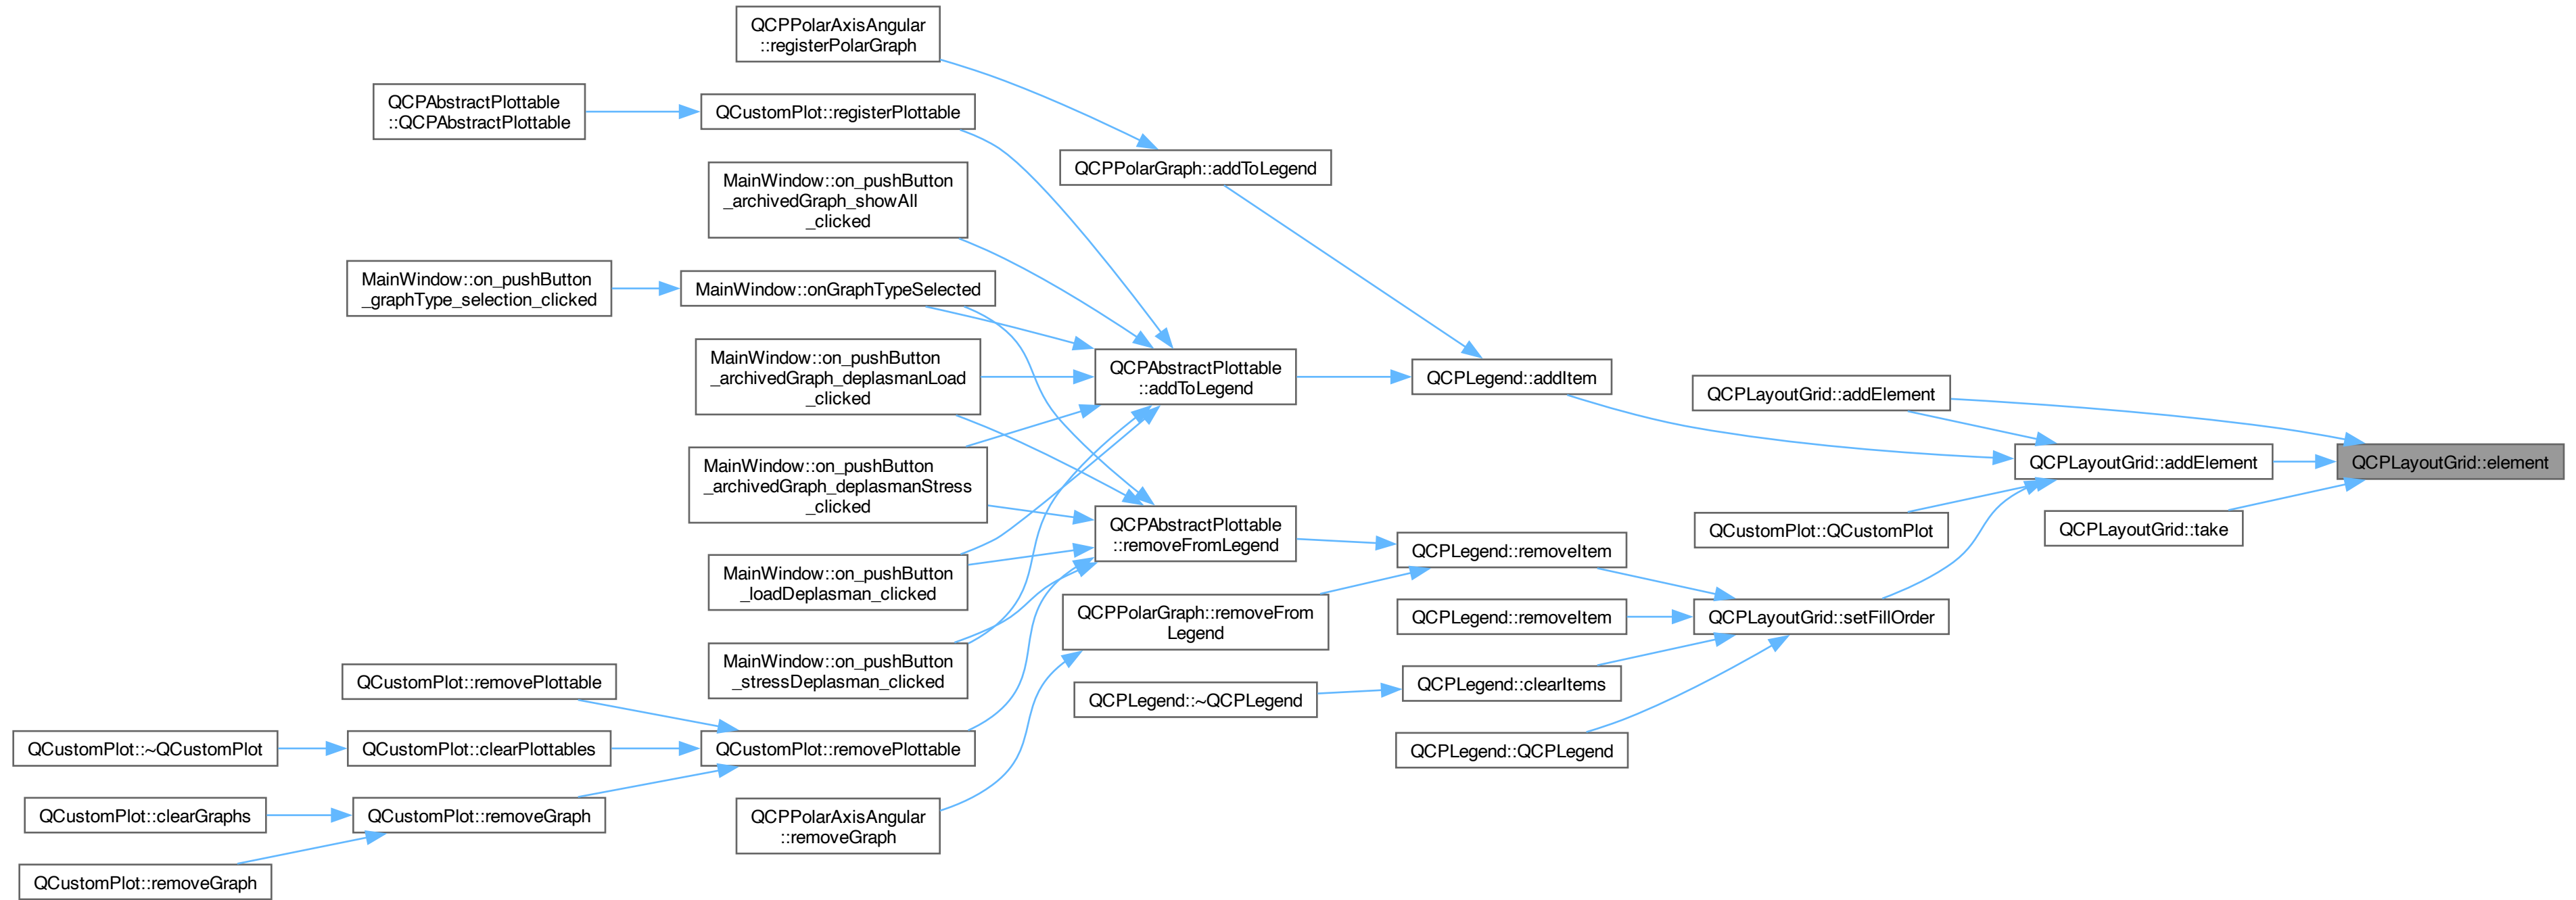 QCPPolarAxisAngular
::registerPolarGraph
QCPAbstractPlottable
::QCPAbstractPlottable
QCustomPlot::registerPlottable
QCPPolarGraph::addToLegend
MainWindow::on_pushButton
_archivedGraph_showAll
_clicked
MainWindow::on_pushButton
_graphType_selection_clicked
MainWindow::onGraphTypeSelected
MainWindow::on_pushButton
_archivedGraph_deplasmanLoad
_clicked
QCPAbstractPlottable
::addToLegend
QCPLegend::addItem
QCPLayoutGrid::addElement
MainWindow::on_pushButton
_archivedGraph_deplasmanStress
_clicked
QCPLayoutGrid::addElement
QCPLayoutGrid::element
QCPAbstractPlottable
::removeFromLegend
QCPLegend::removeItem
QCustomPlot::QCustomPlot
QCPLayoutGrid::take
MainWindow::on_pushButton
_loadDeplasman_clicked
QCPPolarGraph::removeFrom
Legend
QCPLegend::removeItem
QCPLayoutGrid::setFillOrder
MainWindow::on_pushButton
_stressDeplasman_clicked
QCustomPlot::removePlottable
QCPLegend::~QCPLegend
QCPLegend::clearItems
QCustomPlot::~QCustomPlot
QCustomPlot::clearPlottables
QCustomPlot::removePlottable
QCPLegend::QCPLegend
QCustomPlot::clearGraphs
QCustomPlot::removeGraph
QCPPolarAxisAngular
::removeGraph
QCustomPlot::removeGraph